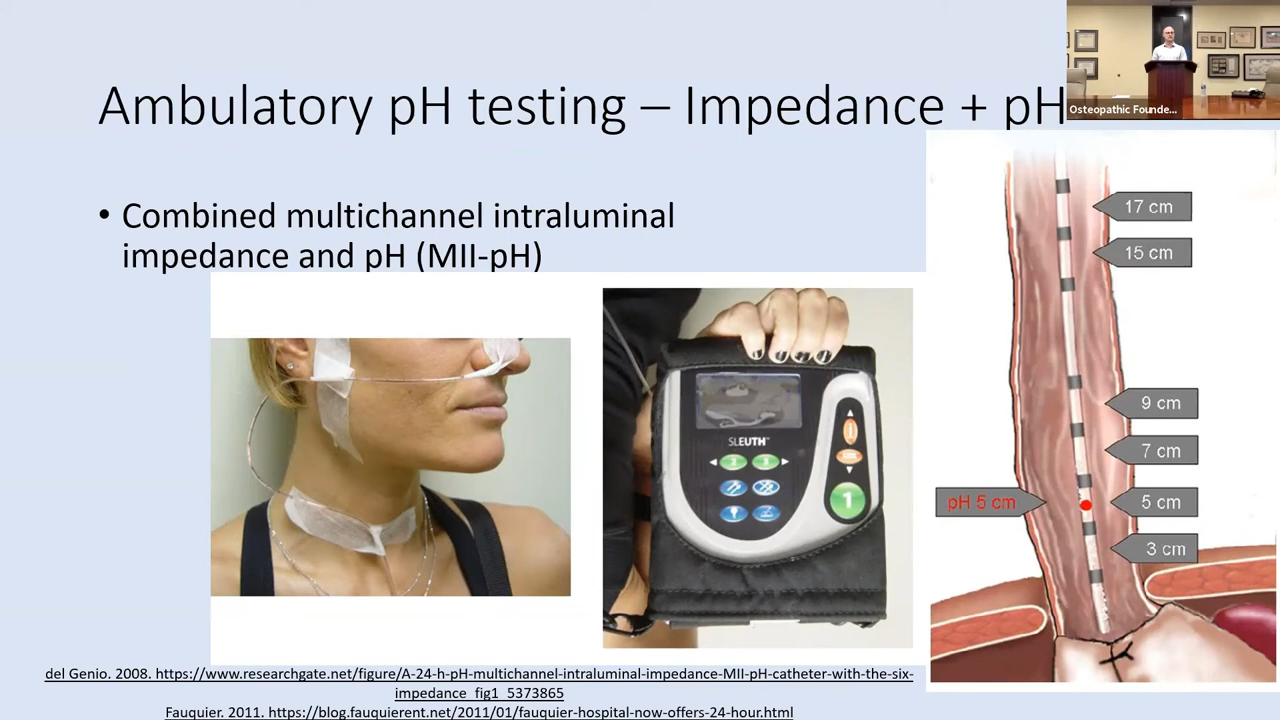 Ambulatory pH testing – Impedance + pH
Osteopathic Founde...
• Combined multichannel intraluminal
impedance and pH (MII-pH)
SLEUTH™
1
17 cm
15 cm
9 cm
7 cm
pH 5 cm
5 cm
3 cm
del Genio. 2008. https://www.researchgate.net/figure/A-24-h-pH-multichannel-intraluminal-impedance-MII-pH-catheter-with-the-six-
impedance_fig1_5373865
Fauquier. 2011. https://blog.fauquierent.net/2011/01/fauquier-hospital-now-offers-24-hour.html